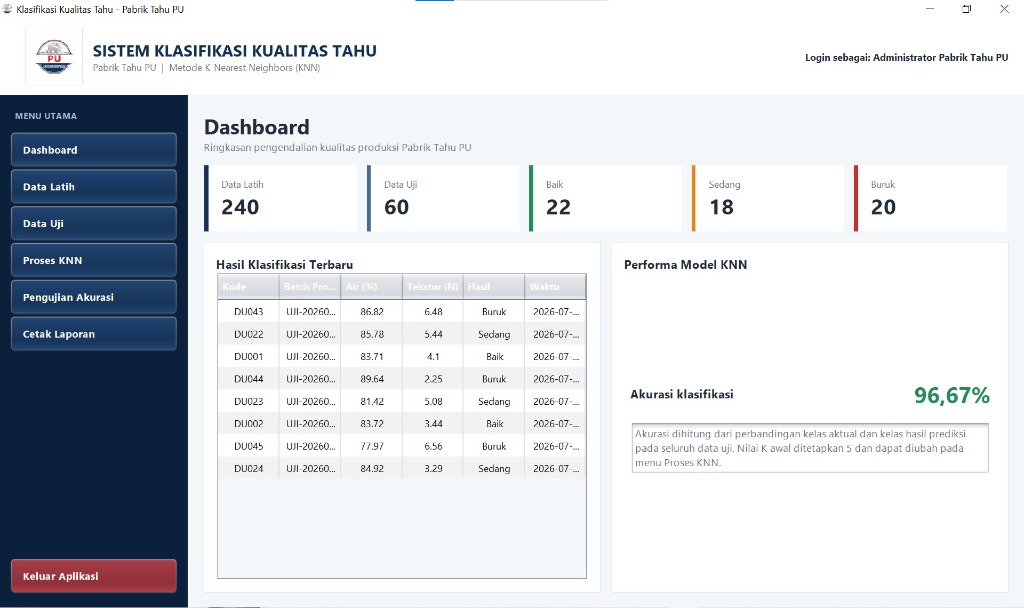 Klasifikasi Kualitas Tahu - Pabrik Tahu PU
PU
SISTEM KLASIFIKASI KUALITAS TAHU
Pabrik Tahu PU | Metode K-Nearest Neighbors (KNN)
Login sebagai: Administrator Pabrik Tahu PU
MENU UTAMA
Dashboard
Data Latih
Data Uji
Proses KNN
Pengujian Akurasi
Cetak Laporan
Keluar Aplikasi
Dashboard
Ringkasan pengendalian kualitas produksi Pabrik Tahu PU
Data Latih
240
Data Uji
60
Baik
22
Sedang
18
Buruk
20
Hasil Klasifikasi Terbaru
Kode Batch Pro... Air (%) Tekstur (N) Hasil Waktu
DU043 UJI-20260... 86.82 6.48 Buruk 2026-07-...
DU022 UJI-20260... 85.78 5.44 Sedang 2026-07-...
DU001 UJI-20260... 83.71 4.1 Baik 2026-07-...
DU044 UJI-20260... 89.64 2.25 Buruk 2026-07-...
DU023 UJI-20260... 81.42 5.08 Sedang 2026-07-...
DU002 UJI-20260... 83.72 3.44 Baik 2026-07-...
DU045 UJI-20260... 77.97 6.56 Buruk 2026-07-...
DU024 UJI-20260... 84.92 3.29 Sedang 2026-07-...
Performa Model KNN
Akurasi klasifikasi
96,67%
Akurasi dihitung dari perbandingan kelas aktual dan kelas hasil prediksi
pada seluruh data uji. Nilai K awal ditetapkan 5 dan dapat diubah pada
menu Proses KNN.